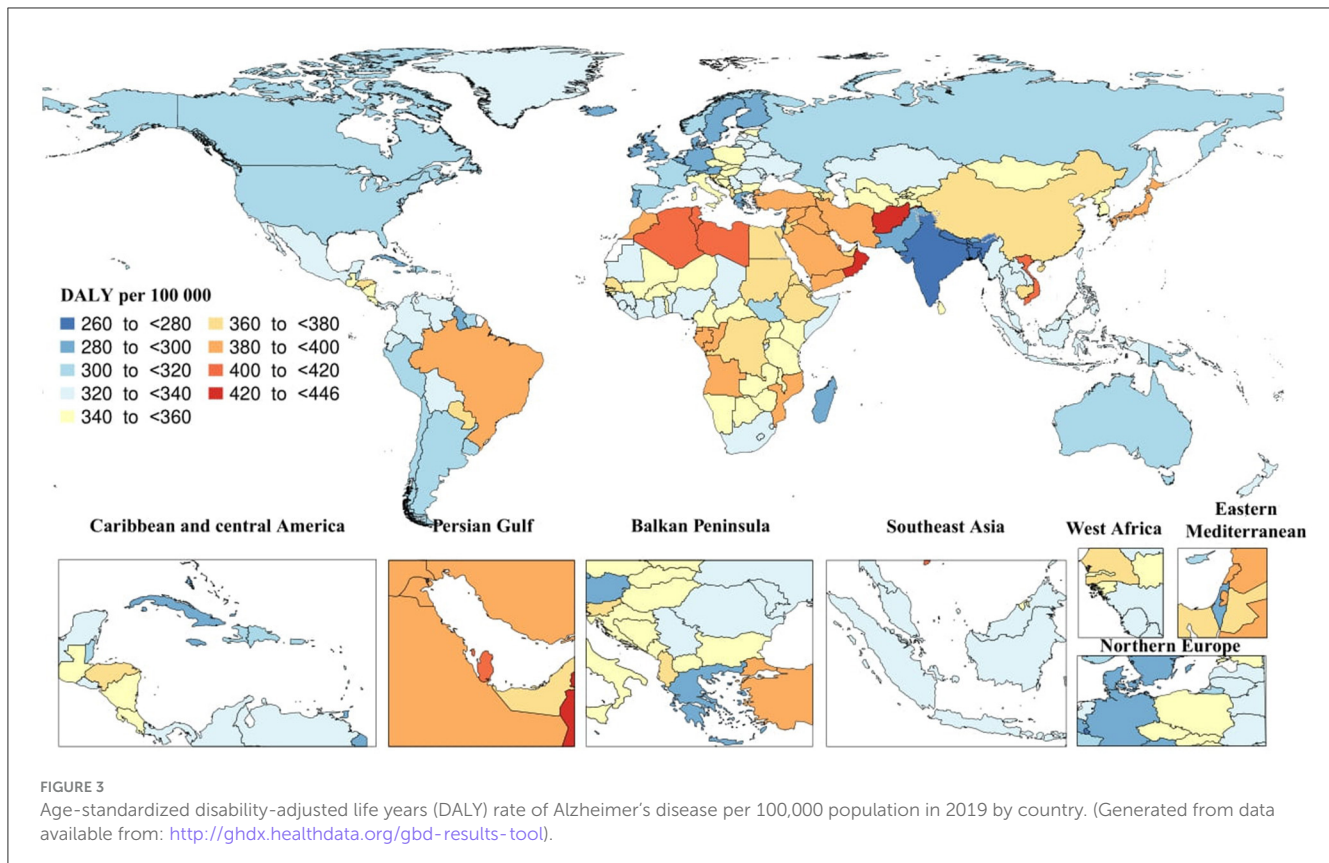 DALY per 100 000
260 to <280
280 to <300
300 to <320
320 to <340
340 to <360
360 to <380
380 to <400
400 to <420
420 to <446
Caribbean and central America
Persian Gulf
Balkan Peninsula
Southeast Asia
West Africa
Eastern
Mediterranean
Northern Europe
FIGURE 3
Age-standardized disability-adjusted life years (DALY) rate of Alzheimer's disease per 100,000 population in 2019 by country. (Generated from data
available from: http://ghdx.healthdata.org/gbd-results-tool).